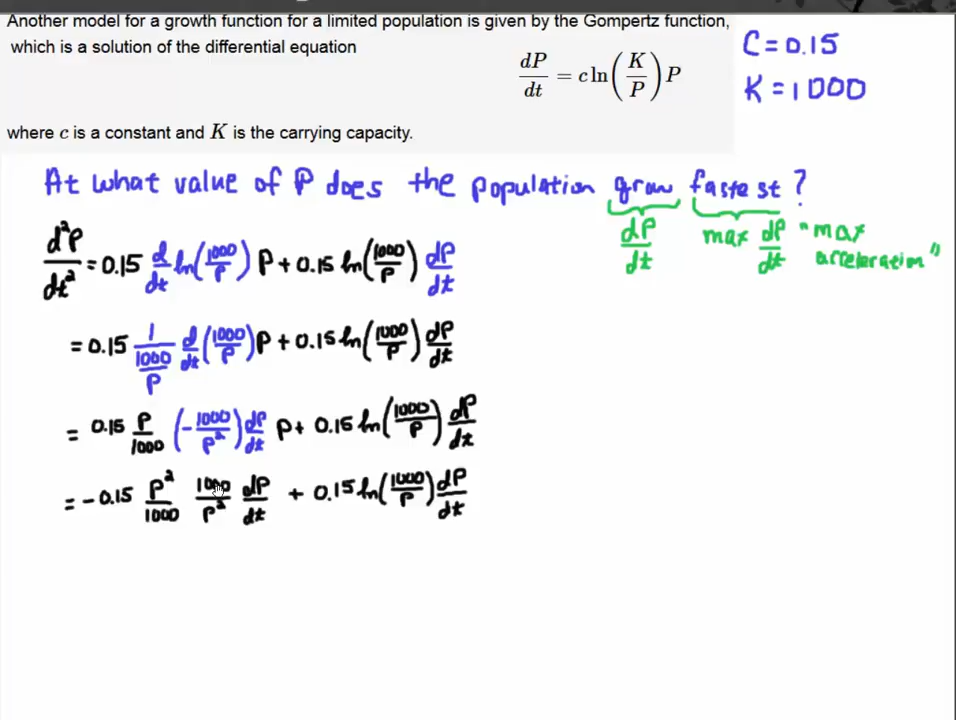 Another model for a growth function for a limited population is given by the Gompertz function,
which is a solution of the differential equation
dP/dt = c ln(K/P) P
where c is a constant and K is the carrying capacity.
C = 0.15
K = 1000
At what value of P does the population grow fastest?
dP/dt max dP/dt "max acceleration"
d²P/dt² = 0.15 d/dt ln(1000/P) P + 0.15 ln(1000/P) dP/dt
= 0.15 1/(1000/P) d/dt (1000/P) P + 0.15 ln(1000/P) dP/dt
= 0.15 P/1000 (-1000/P²) dP/dt P + 0.15 ln(1000/P) dP/dt
= -0.15 P²/1000 1000/P² dP/dt + 0.15 ln(1000/P) dP/dt